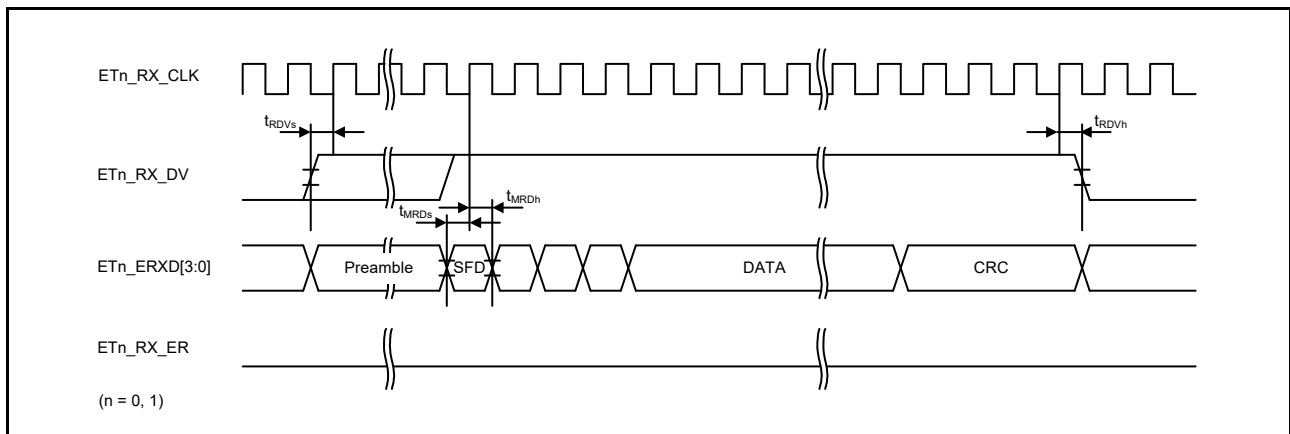 ETn_RX_CLK
tRDVs
tRDVh
ETn_RX_DV
tMRDs
tMRDh
ETn_ERXD[3:0]
Preamble
SFD
DATA
CRC
ETn_RX_ER
(n = 0, 1)